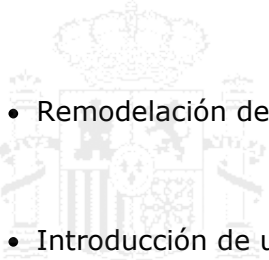 • Remodelación de
• Introducción de u